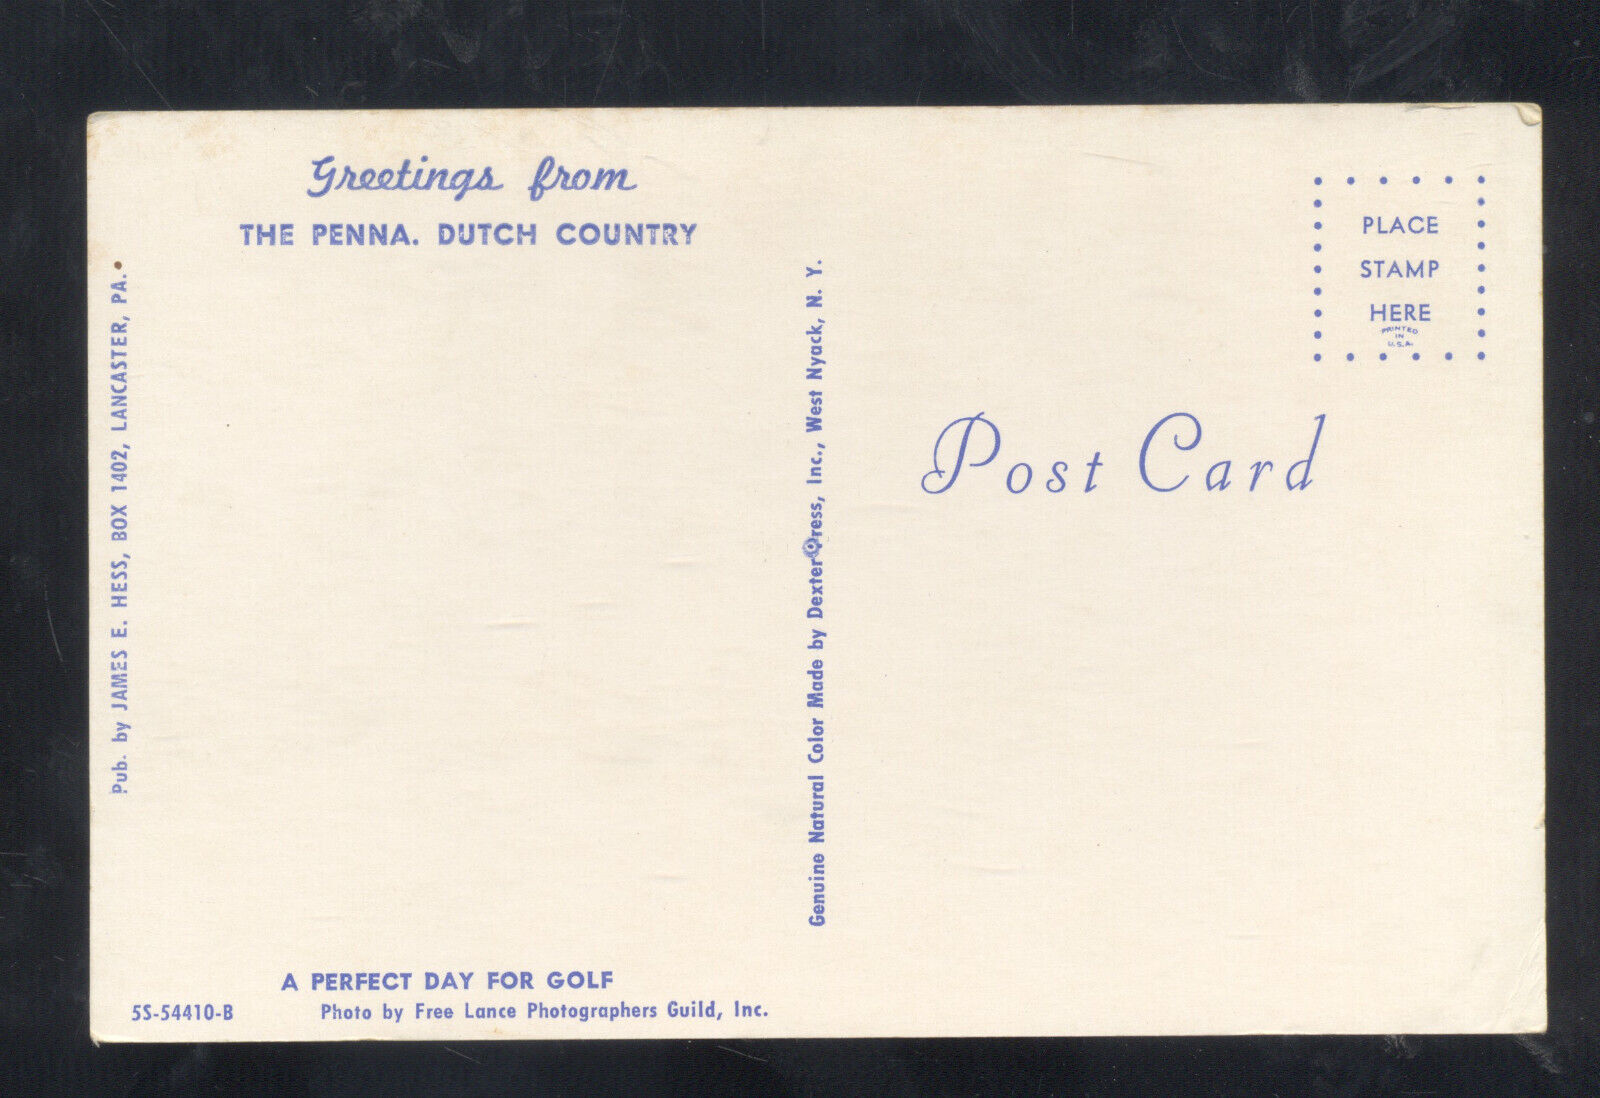 Greetings from
THE PENNA. DUTCH COUNTRY
Pub. by JAMES E. HESS, BOX 1402, LANCASTER, PA.
A PERFECT DAY FOR GOLF
5S-54410-B
Photo by Free Lance Photographers Guild, Inc.
Genuine Natural Color Made by Dexter Press, Inc., West Nyack, N. Y.
PLACE
STAMP
HERE
PRINTED
IN
U.S.A.
Post Card